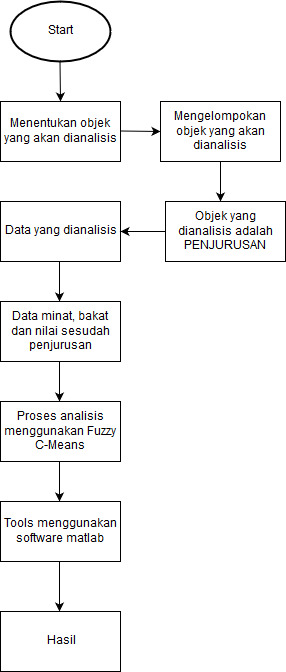 Start
Menentukan objek
yang akan dianalisis
Mengelompokan
objek yang akan
dianalisis
Objek yang
dianalisis adalah
PENJURUSAN
Data yang dianalisis
Data minat, bakat
dan nilai sesudah
penjurusan
Proses analisis
menggunakan Fuzzy
C-Means
Tools menggunakan
software matlab
Hasil